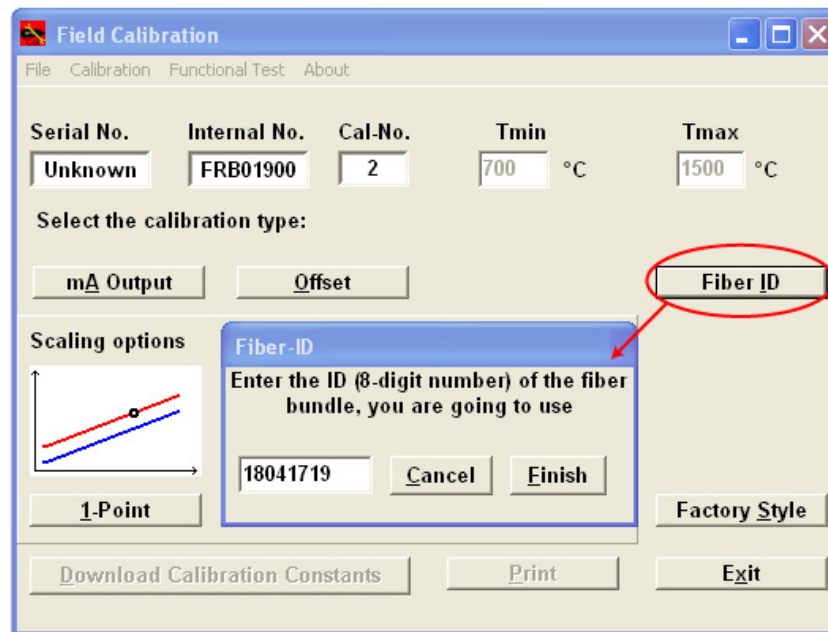 Field Calibration
File Calibration Functional Test About
Serial No. Internal No. Cal-No. Tmin Tmax
Unknown FRB01900 2 700 °C 1500 °C
Select the calibration type:
mA Output Offset Fiber ID
Scaling options
Fiber-ID
Enter the ID (8-digit number) of the fiber
bundle, you are going to use
18041719 Cancel Finish
1-Point Factory Style
Download Calibration Constants Print Exit